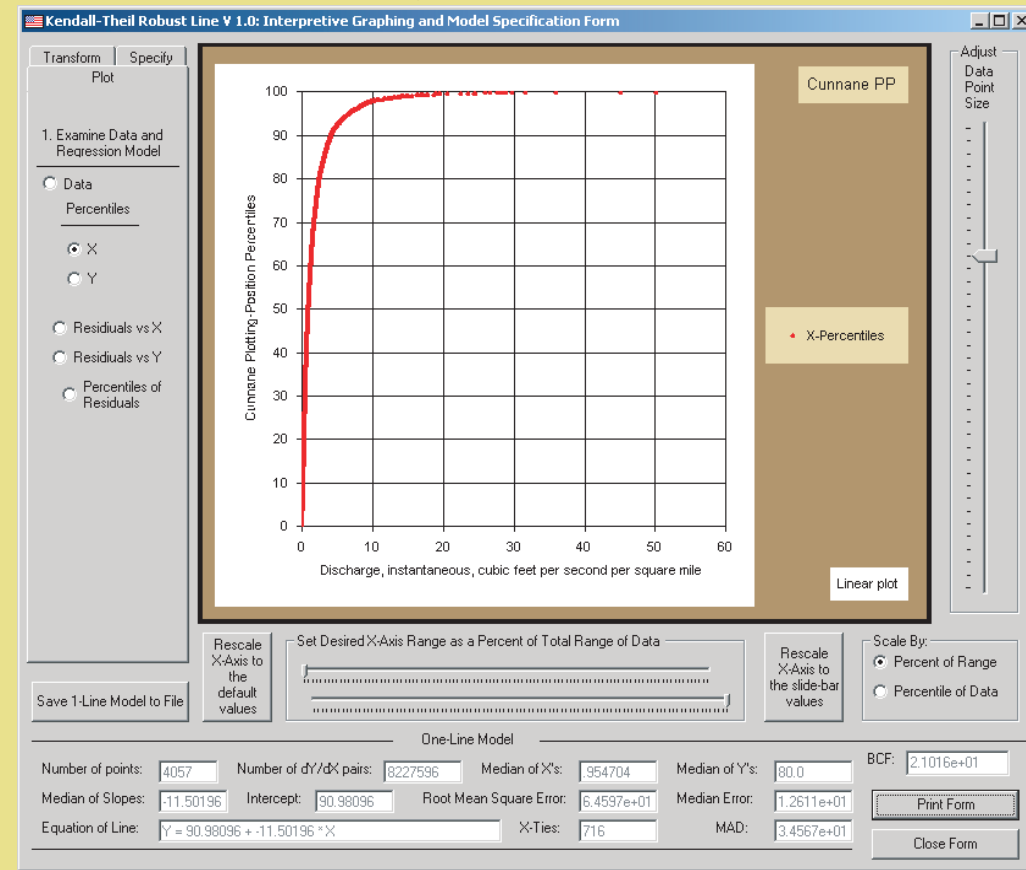 Kendall-Theil Robust Line V 1.0: Interpretive Graphing and Model Specification Form
Transform
Specify
Plot
1. Examine Data and
Regression Model
Data
Percentiles
X
Y
Residiuals vs X
Residiuals vs Y
Percentiles of
Residuals
Cunnane Plotting-Position Percentiles
100
90
80
70
60
50
40
30
20
10
0
0 10 20 30 40 50 60
Discharge, instantaneous, cubic feet per second per square mile
Cunnane PP
X-Percentiles
Linear plot
Adjust
Data
Point
Size
Save 1-Line Model to File
Rescale
X-Axis to
the
default
values
Set Desired X-Axis Range as a Percent of Total Range of Data
Rescale
X-Axis to
the slide-bar
values
Scale By:
Percent of Range
Percentile of Data
One-Line Model
Number of points: 4057 Number of dY/dX pairs: 8227596 Median of X's: .954704 Median of Y's: 80.0 BCF: 2.1016e+01
Median of Slopes: -11.50196 Intercept: 90.98096 Root Mean Square Error: 6.4597e+01 Median Error: 1.2611e+01 Print Form
Equation of Line: Y = 90.98096 + -11.50196 * X X-Ties: 716 MAD: 3.4567e+01 Close Form